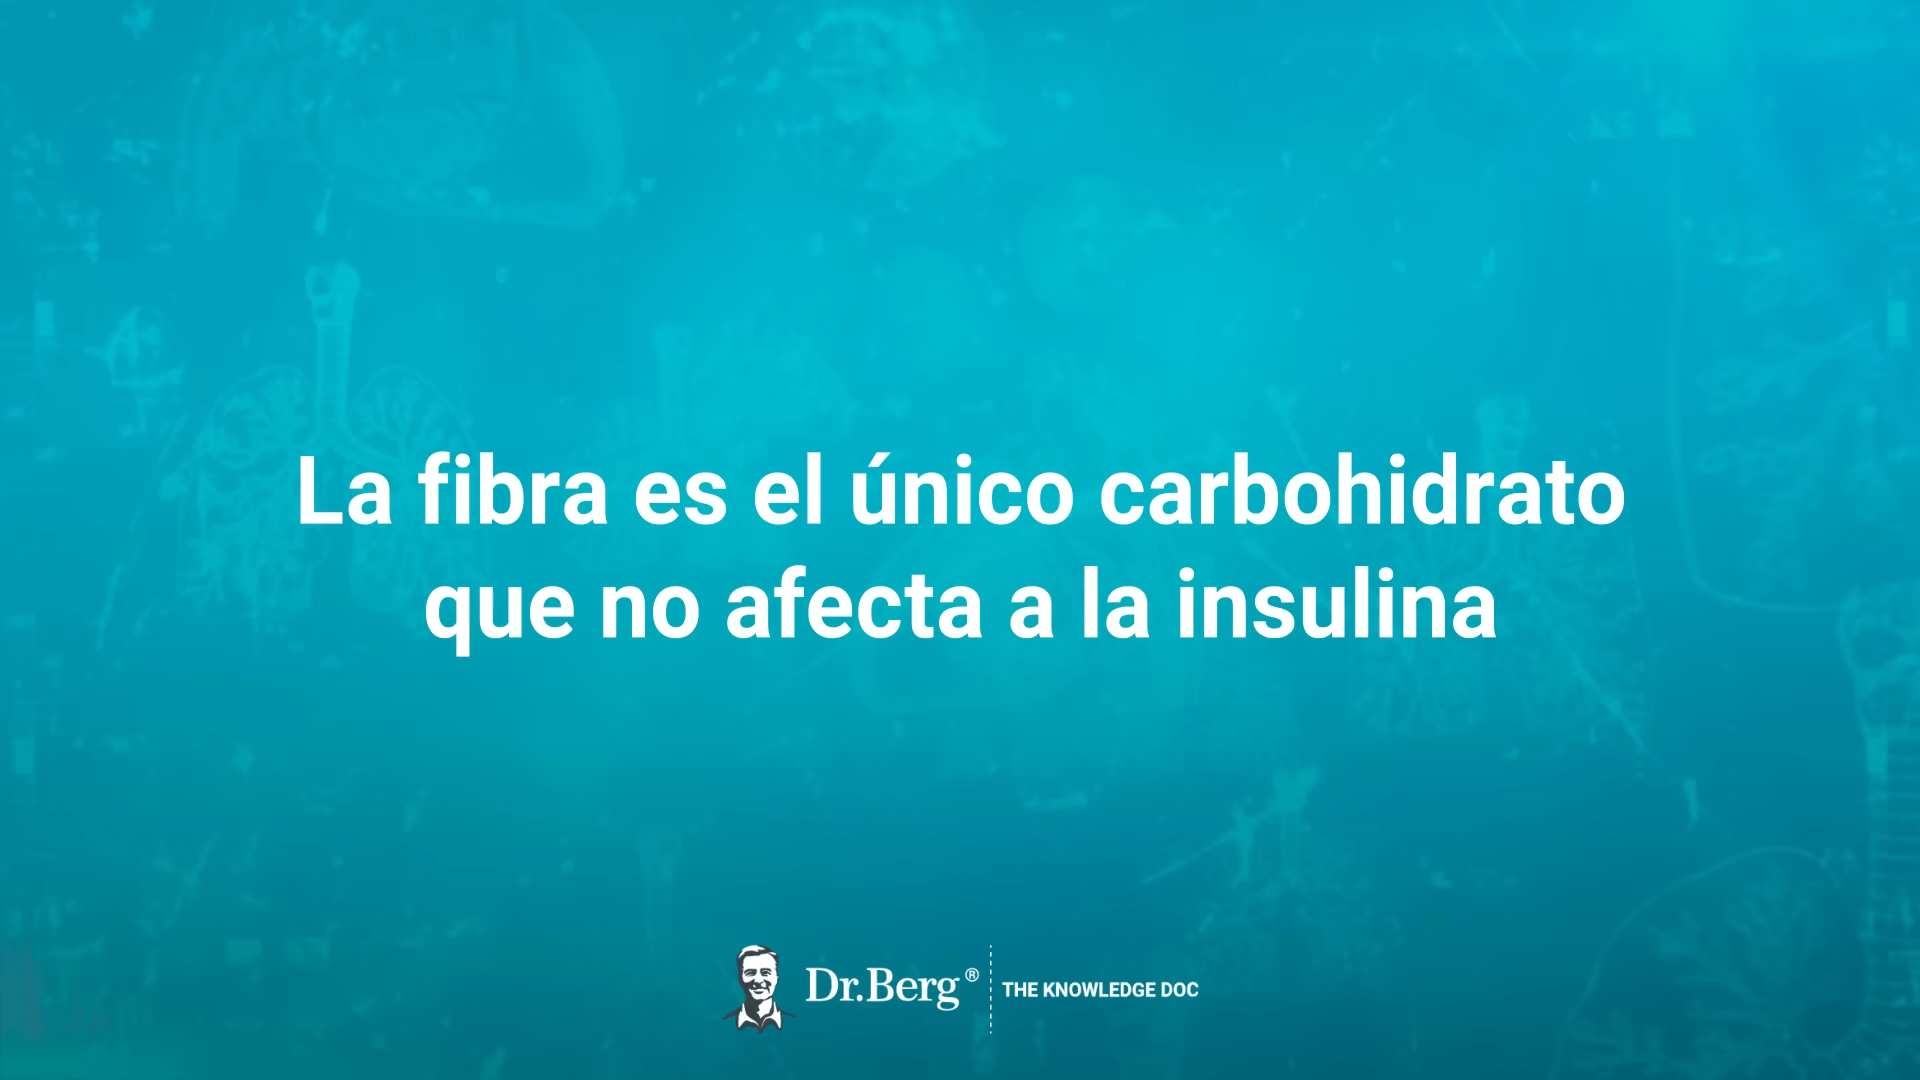 La fibra es el único carbohidrato
que no afecta a la insulina
Dr.Berg® THE KNOWLEDGE DOC